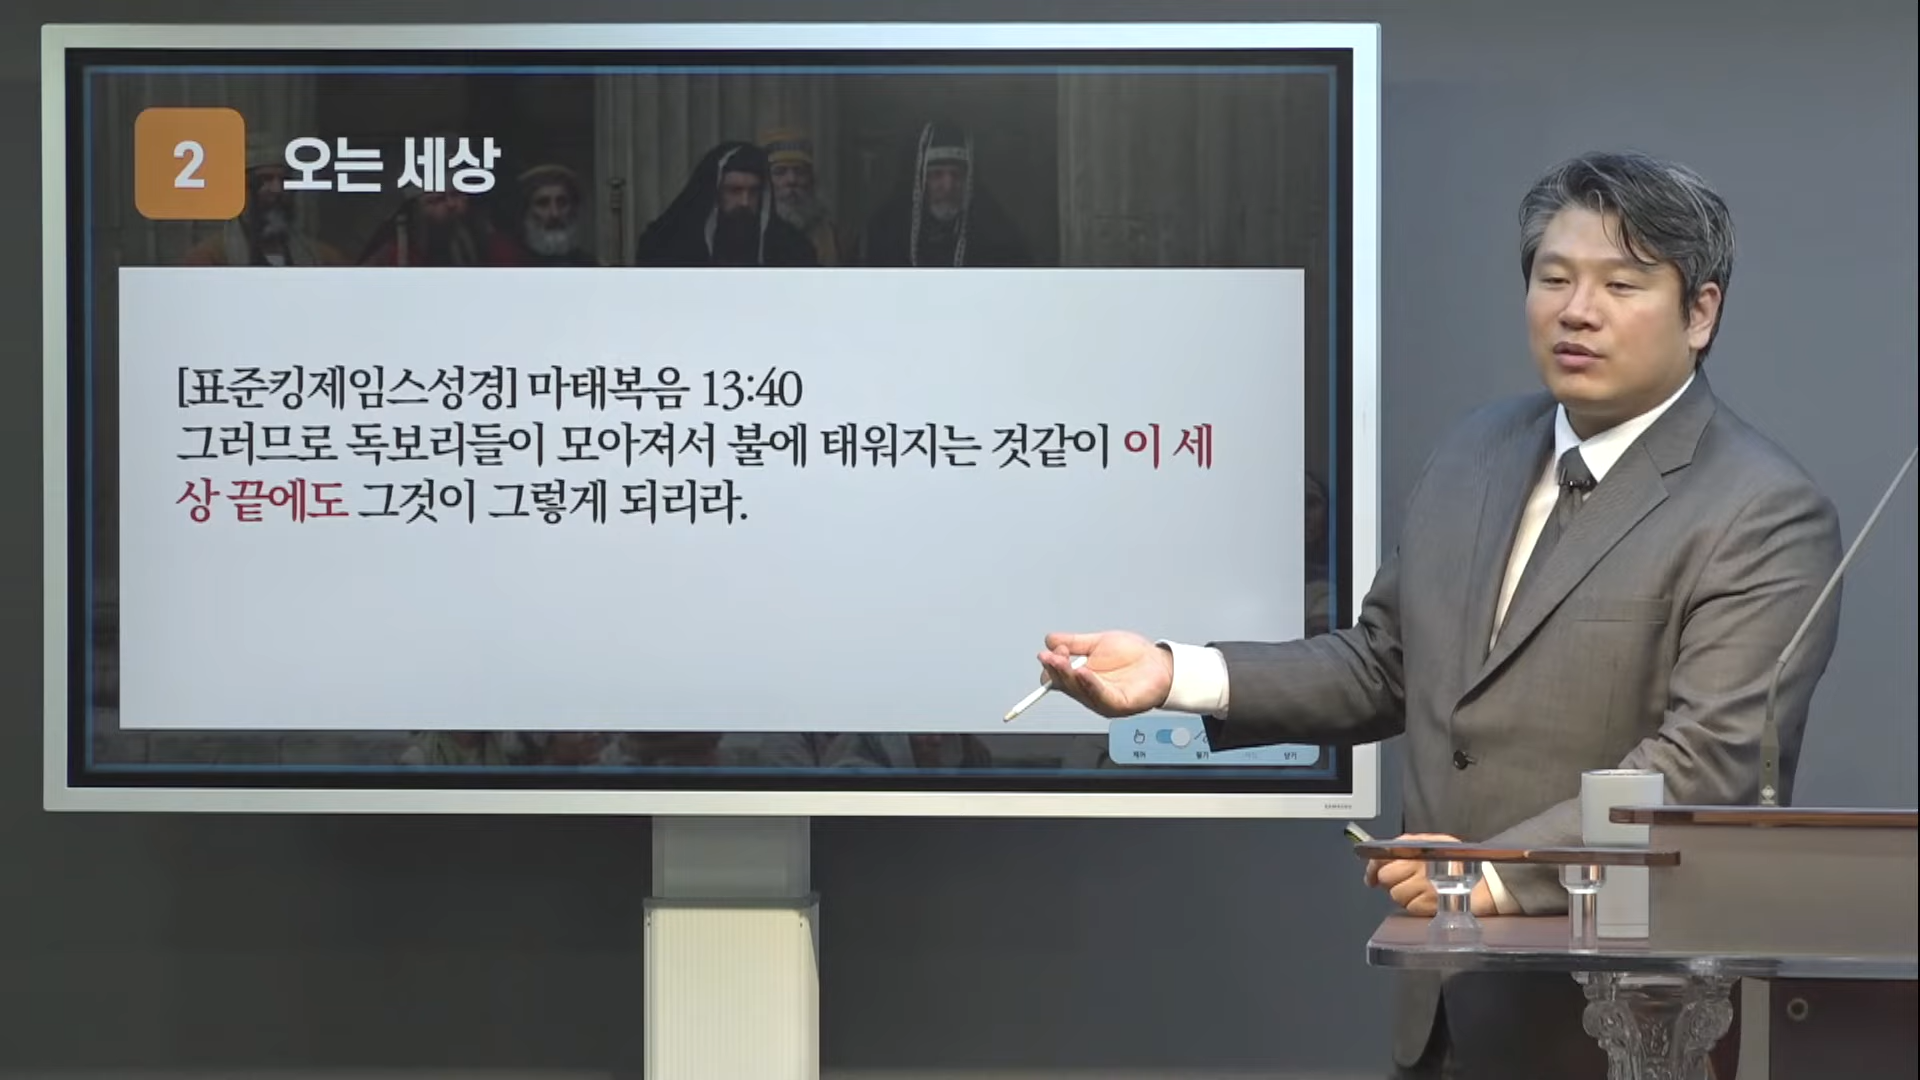 2
오는 세상
[표준킹제임스성경] 마태복음 13:40
그러므로 독보리들이 모아져서 불에 태워지는 것같이 이 세
상 끝에도 그것이 그렇게 되리라.
SAMSUNG